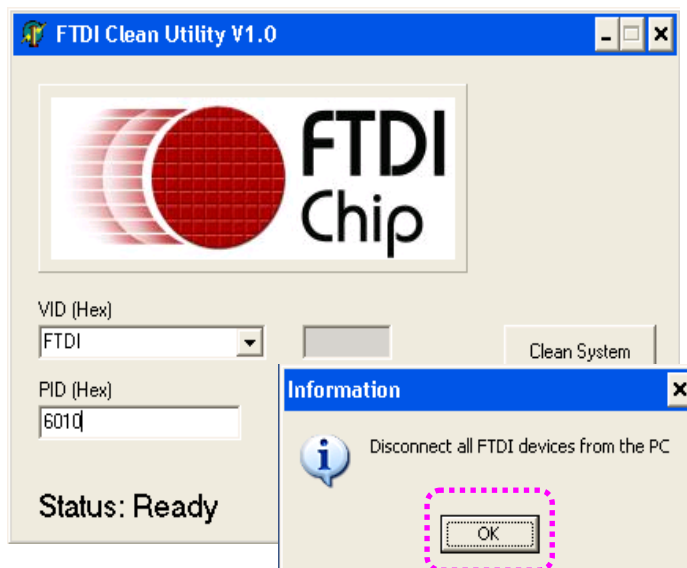 FTDI Clean Utility V1.0
FTDI
Chip
VID (Hex)
FTDI
Clean System
PID (Hex)
6010
Information
Disconnect all FTDI devices from the PC
OK
Status: Ready